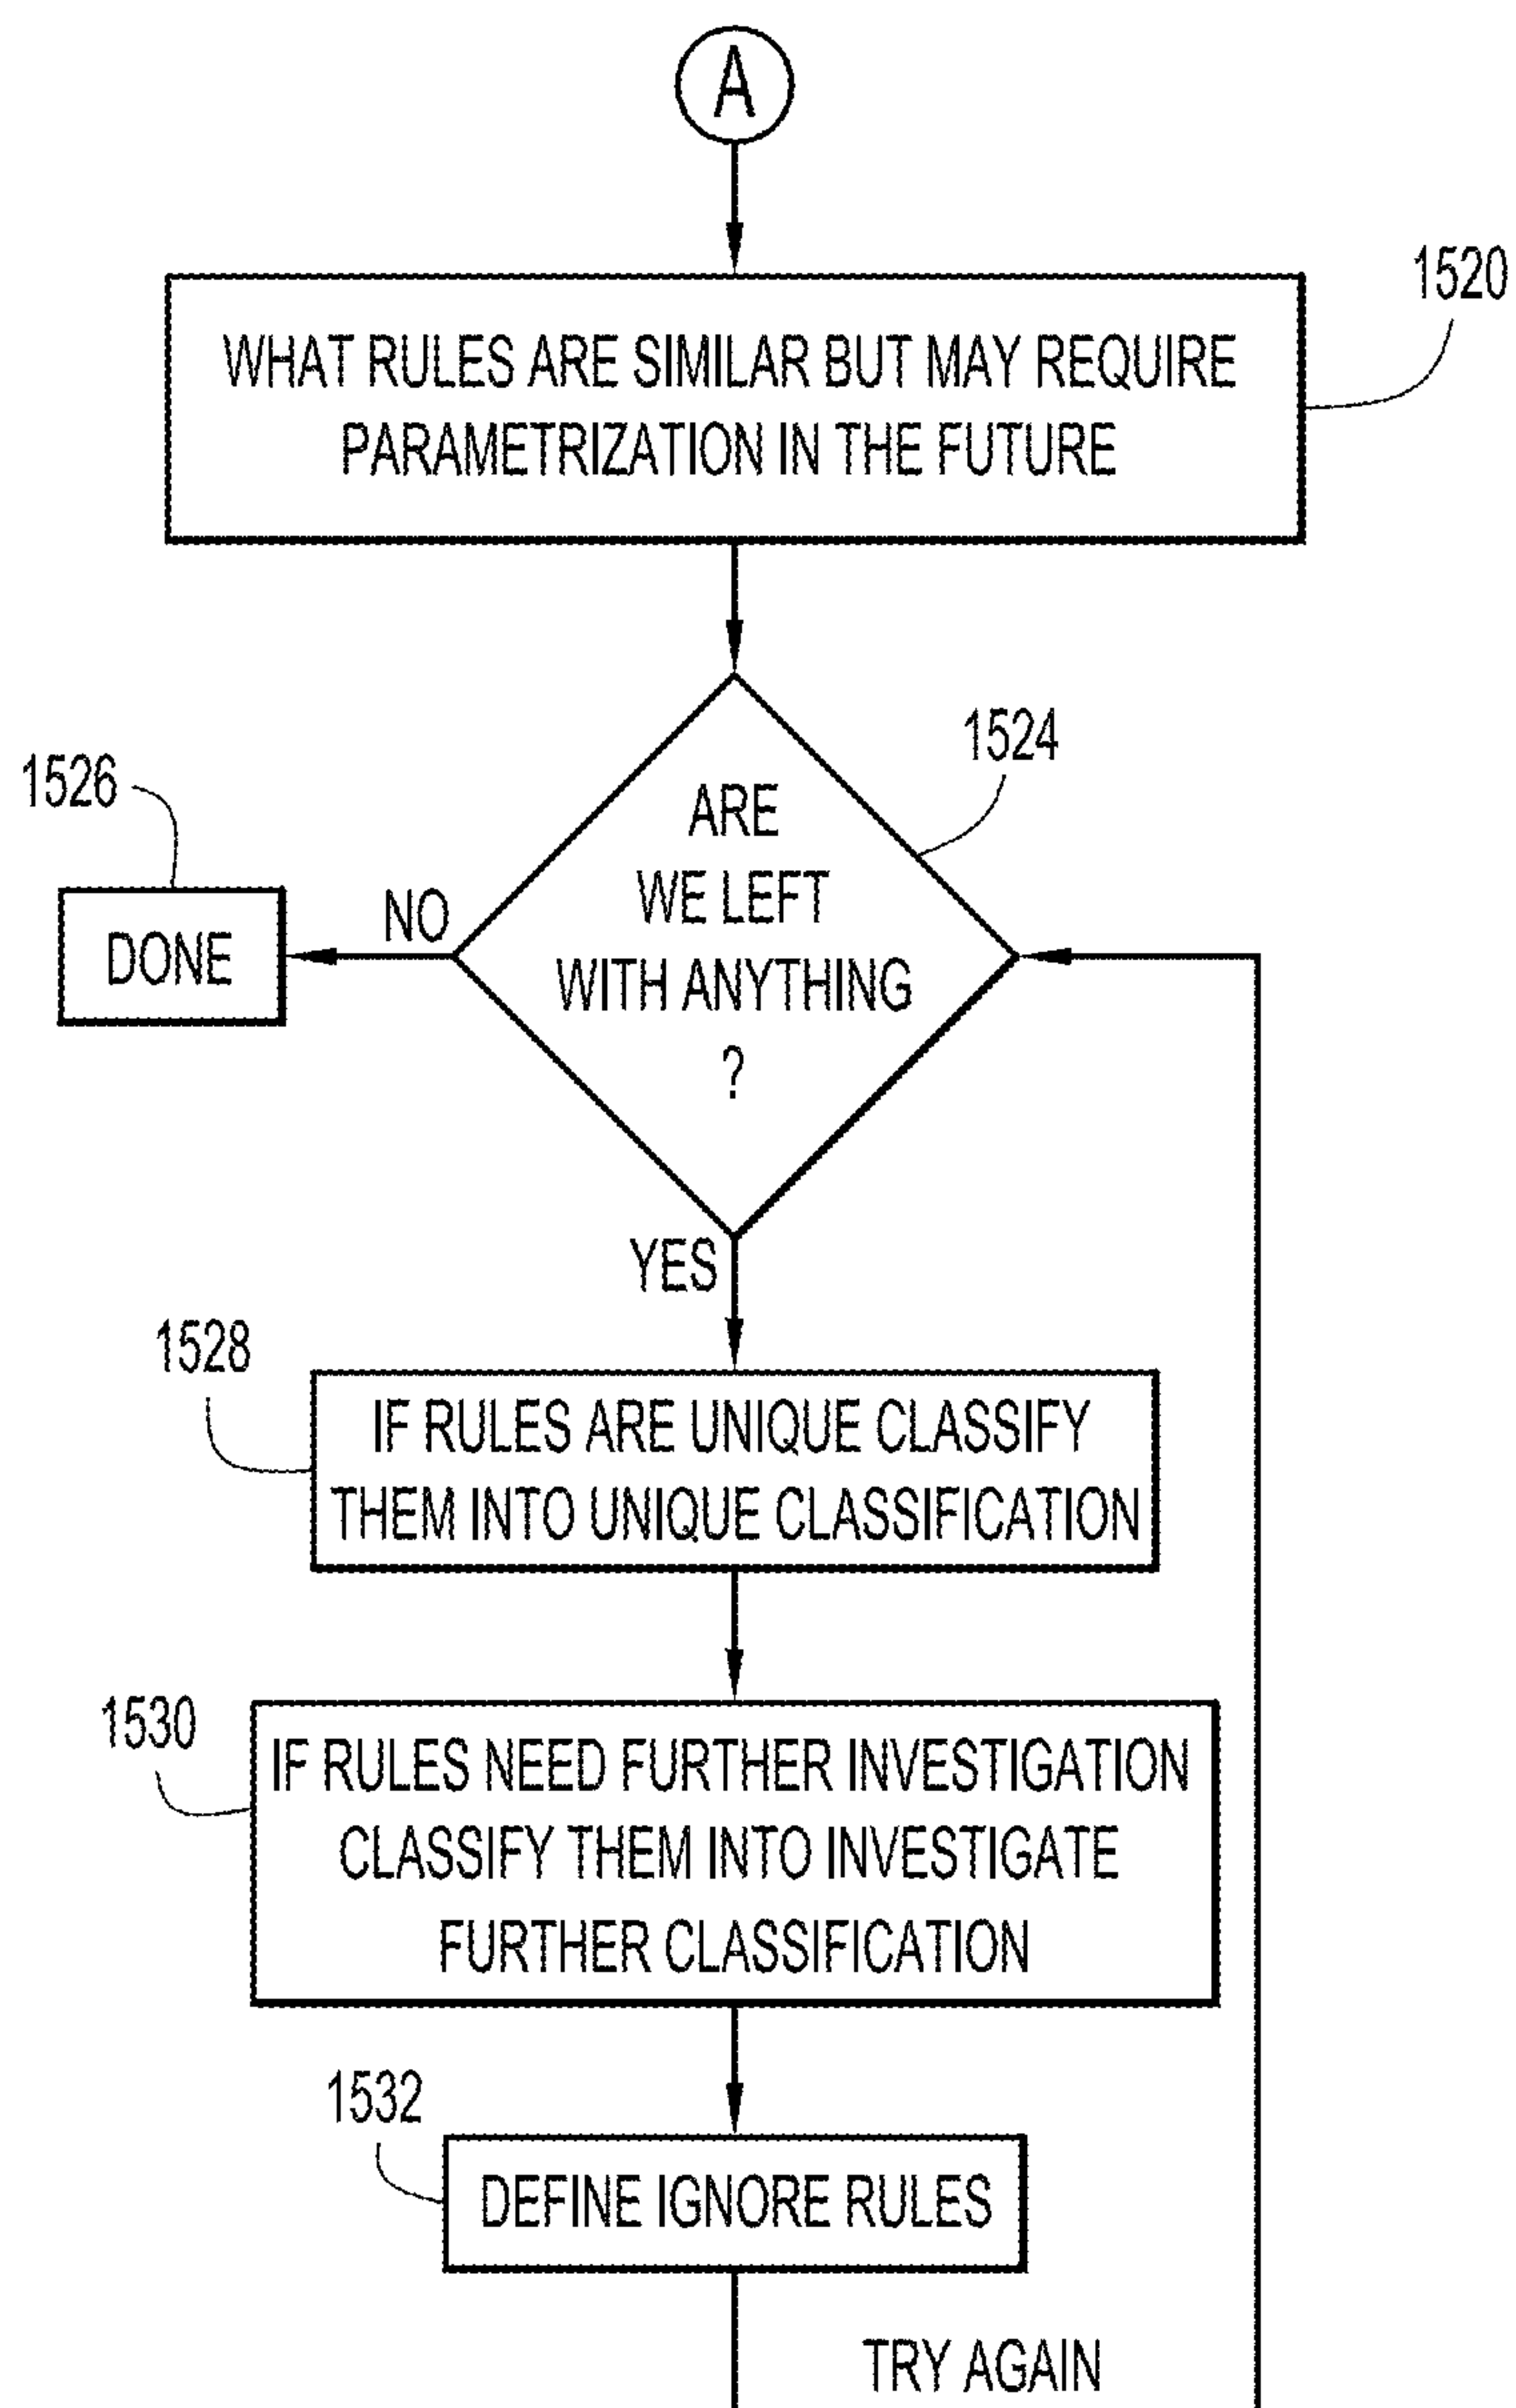 A
1520
WHAT RULES ARE SIMILAR BUT MAY REQUIRE
PARAMETRIZATION IN THE FUTURE
1524
1526
ARE
WE LEFT
WITH ANYTHING
?
NO
DONE
YES
1528
IF RULES ARE UNIQUE CLASSIFY
THEM INTO UNIQUE CLASSIFICATION
1530
IF RULES NEED FURTHER INVESTIGATION
CLASSIFY THEM INTO INVESTIGATE
FURTHER CLASSIFICATION
1532
DEFINE IGNORE RULES
TRY AGAIN